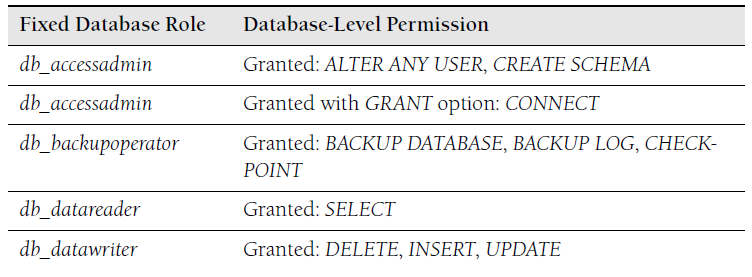 Fixed Database Role Database-Level Permission
db_accessadmin Granted: ALTER ANY USER, CREATE SCHEMA
db_accessadmin Granted with GRANT option: CONNECT
db_backupoperator Granted: BACKUP DATABASE, BACKUP LOG, CHECK-
POINT
db_datareader Granted: SELECT
db_datawriter Granted: DELETE, INSERT, UPDATE